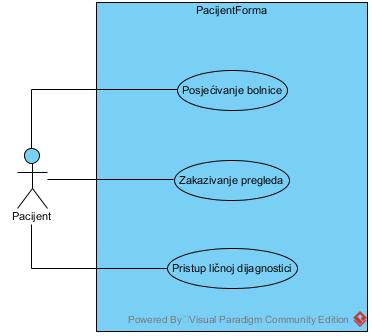 PacijentForma
Posjećivanje bolnice
Zakazivanje pregleda
Pacijent
Pristup ličnoj dijagnostici
Powered By Visual Paradigm Community Edition